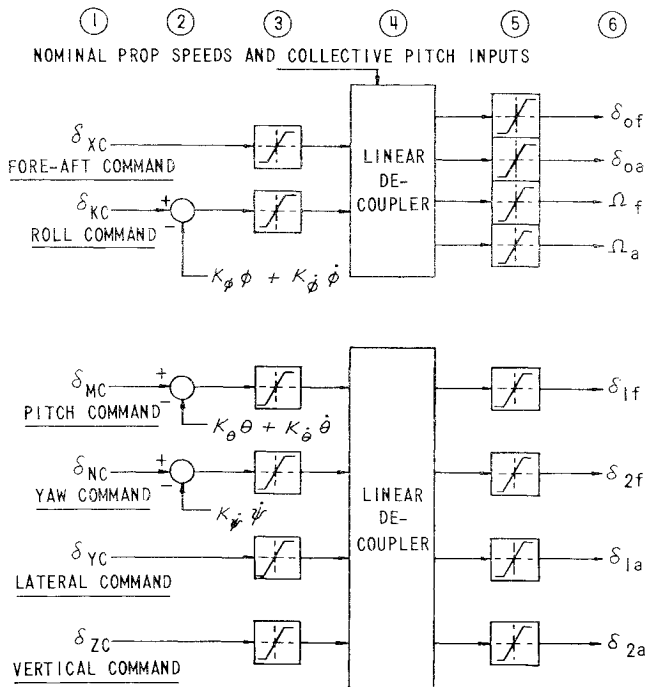 1 2 3 4 5 6
NOMINAL PROP SPEEDS AND COLLECTIVE PITCH INPUTS
δXC
FORE-AFT COMMAND
δKC
ROLL COMMAND
+
−
Kϕ ϕ + Kϕ̇ ϕ̇
LINEAR
DE-
COUPLER
δof
δoa
Ωf
Ωa
δMC
PITCH COMMAND
+
−
Kθ θ + Kθ̇ θ̇
δNC
YAW COMMAND
+
−
Kψ̇ ψ̇
δYC
LATERAL COMMAND
δZC
VERTICAL COMMAND
LINEAR
DE-
COUPLER
δ1f
δ2f
δ1a
δ2a